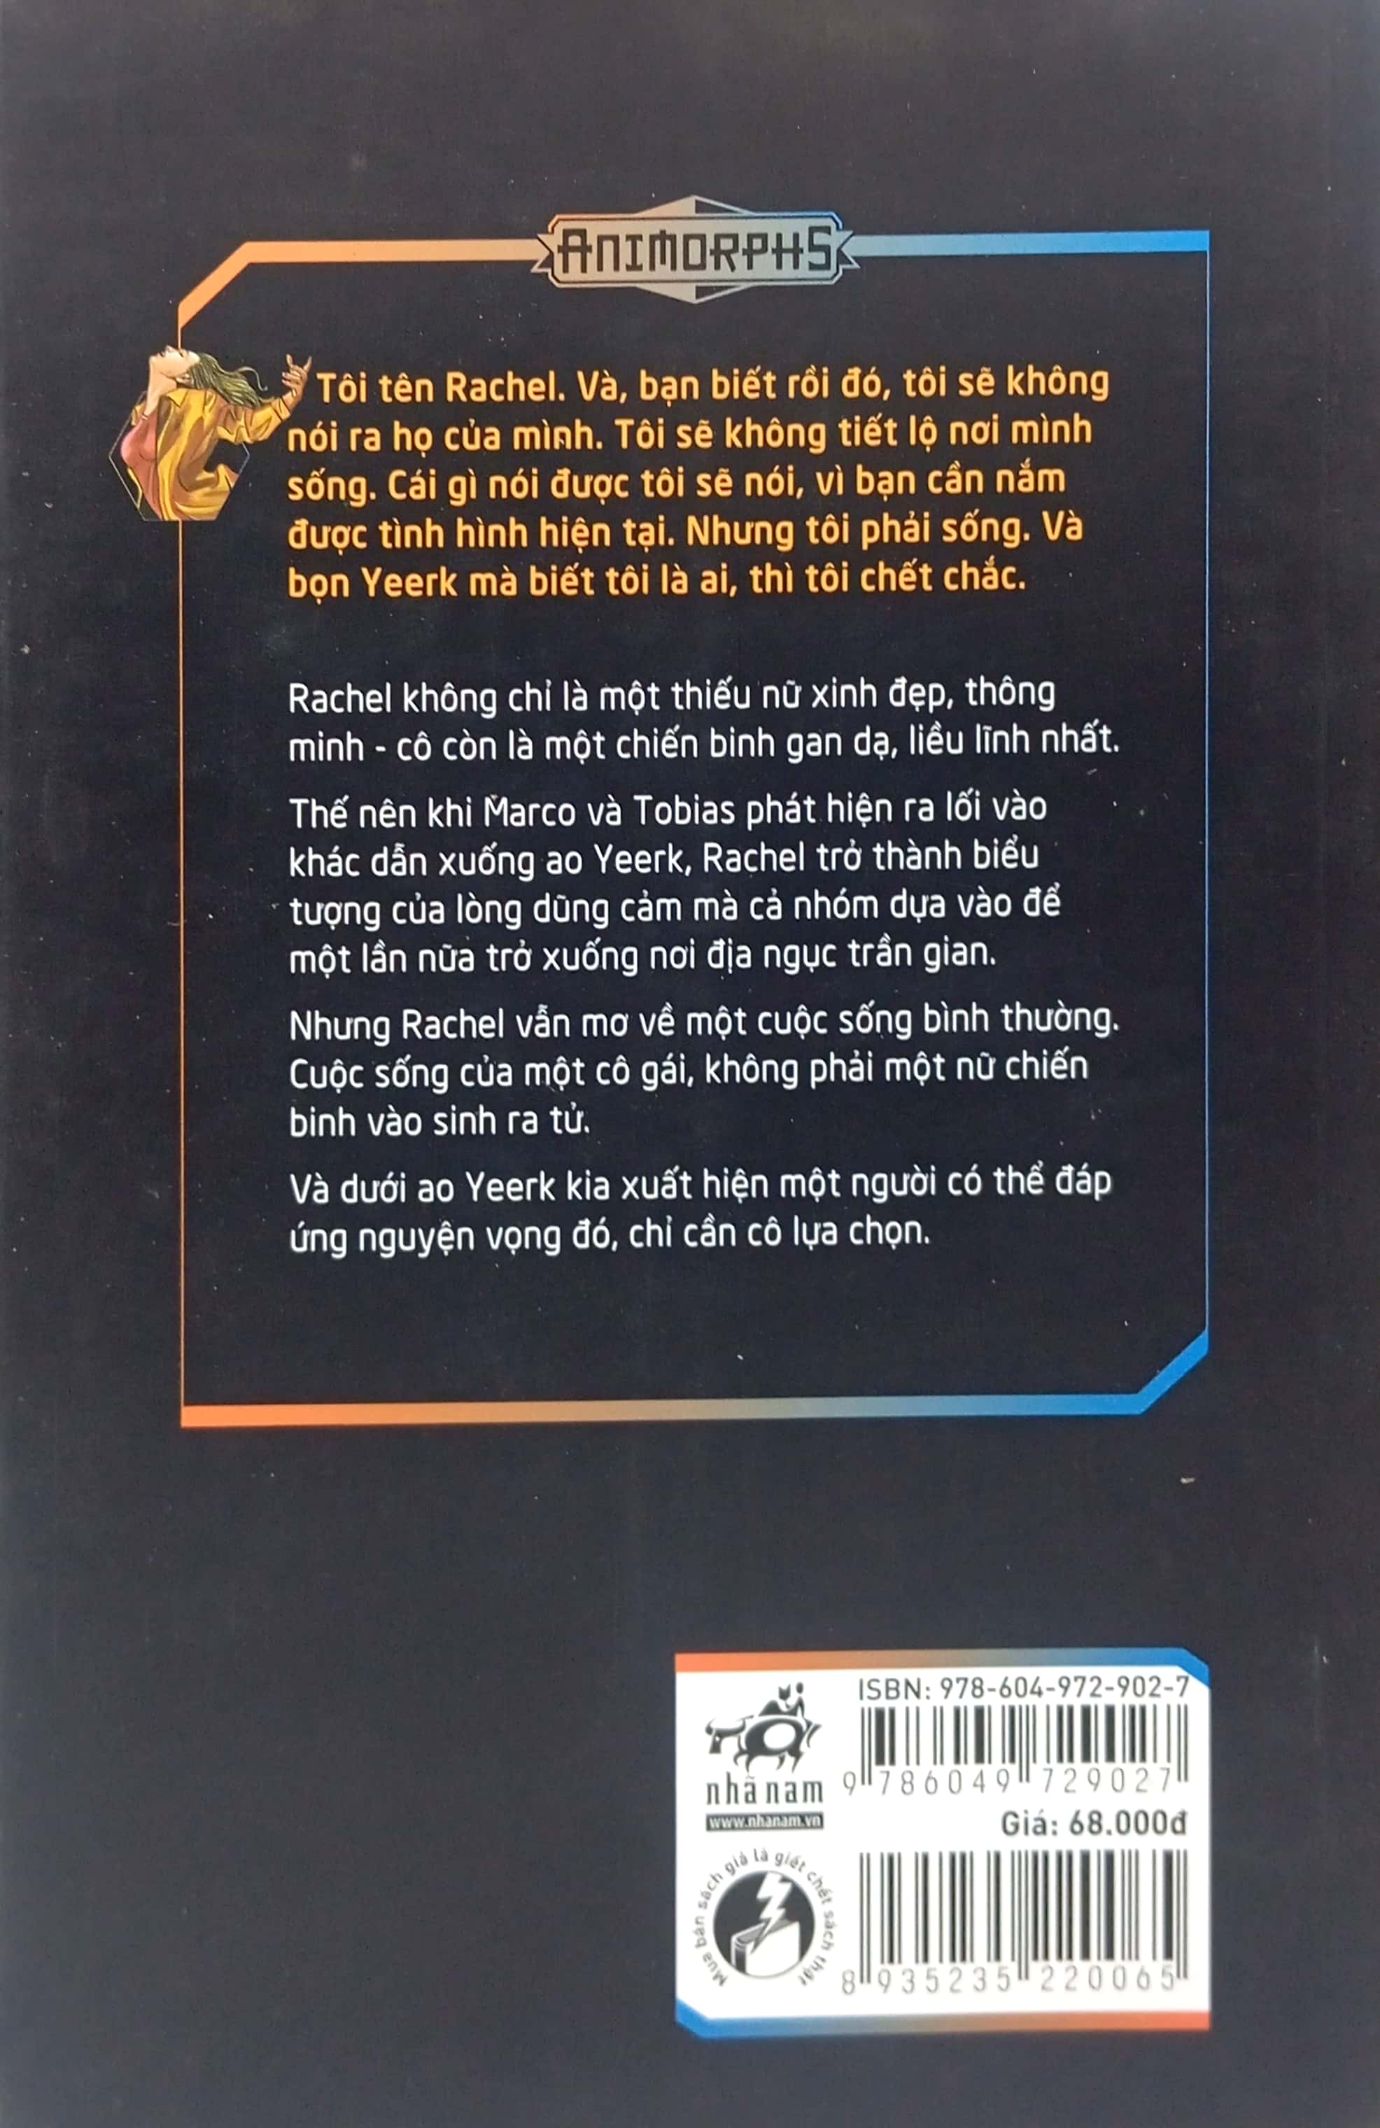 ANIMORPHS
Tôi tên Rachel. Và, bạn biết rồi đó, tôi sẽ không
nói ra họ của mình. Tôi sẽ không tiết lộ nơi mình
sống. Cái gì nói được tôi sẽ nói, vì bạn cần nắm
được tình hình hiện tại. Nhưng tôi phải sống. Và
bọn Yeerk mà biết tôi là ai, thì tôi chết chắc.
Rachel không chỉ là một thiếu nữ xinh đẹp, thông
minh - cô còn là một chiến binh gan dạ, liều lĩnh nhất.
Thế nên khi Marco và Tobias phát hiện ra lối vào
khác dẫn xuống ao Yeerk, Rachel trở thành biểu
tượng của lòng dũng cảm mà cả nhóm dựa vào để
một lần nữa trở xuống nơi địa ngục trần gian.
Nhưng Rachel vẫn mơ về một cuộc sống bình thường.
Cuộc sống của một cô gái, không phải một nữ chiến
binh vào sinh ra tử.
Và dưới ao Yeerk kia xuất hiện một người có thể đáp
ứng nguyện vọng đó, chỉ cần cô lựa chọn.
ISBN: 978-604-972-902-7
9 786049 729027
nhã nam
www.nhanam.vn
Giá: 68.000đ
Mua bán sách giả là giết chết sách thật
8 935235 220065